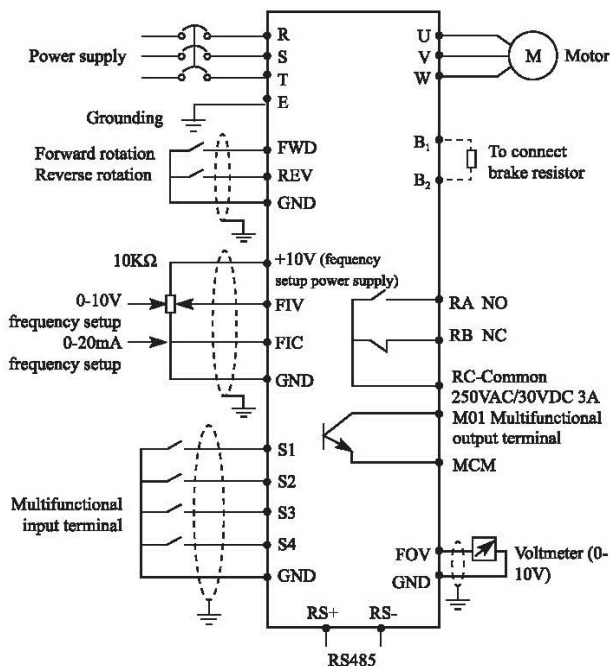 Power supply
R
S
T
E
Grounding
Forward rotation
Reverse rotation
FWD
REV
GND
10KΩ
+10V (fequency
setup power supply)
0-10V
frequency setup
FIV
0-20mA
frequency setup
FIC
GND
Multifunctional
input terminal
S1
S2
S3
S4
GND
U
V
W
M
Motor
B1
B2
To connect
brake resistor
RA NO
RB NC
RC-Common
250VAC/30VDC 3A
M01 Multifunctional
output terminal
MCM
FOV
GND
Voltmeter (0-
10V)
RS+
RS-
RS485